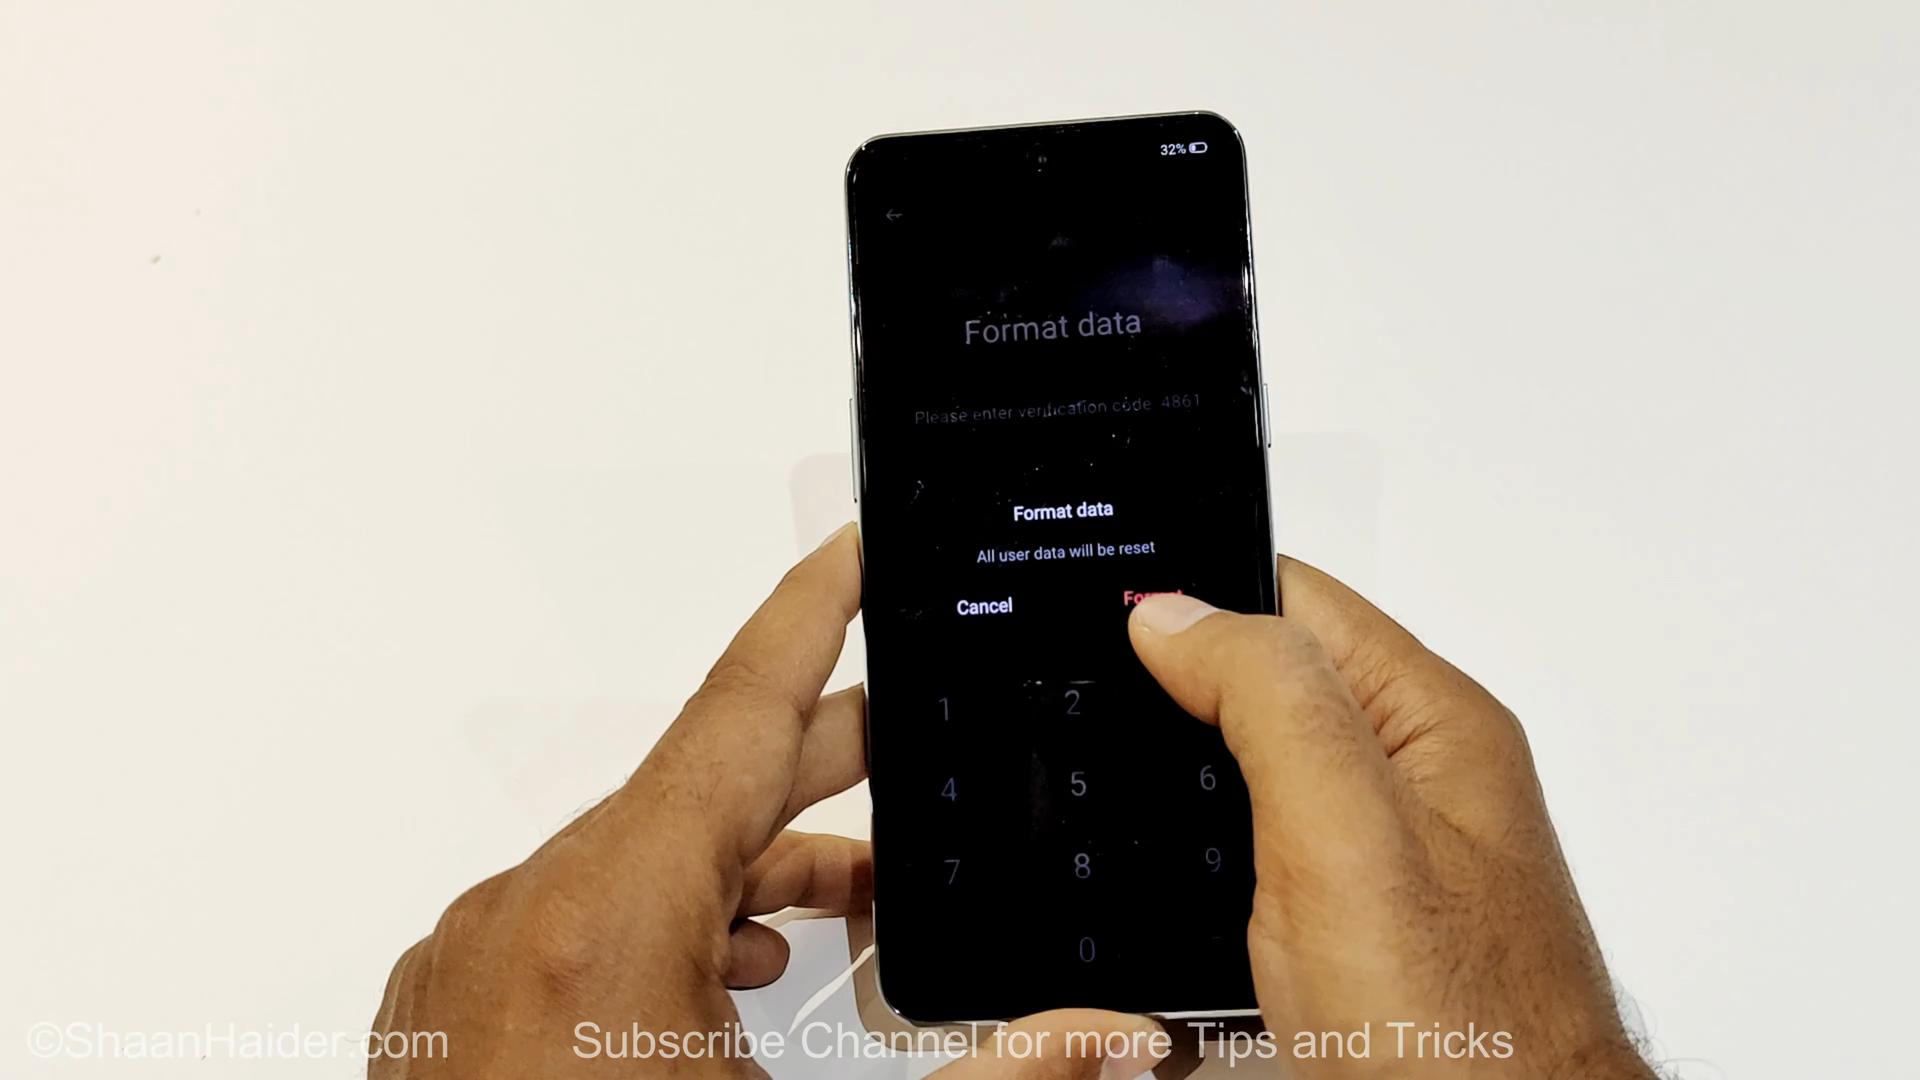 32%
Format data
Please enter verification code 4861
Format data
All user data will be reset
Cancel
Format
1 2
4 5 6
7 8 9
0
©ShaanHaider.com
Subscribe Channel for more Tips and Tricks